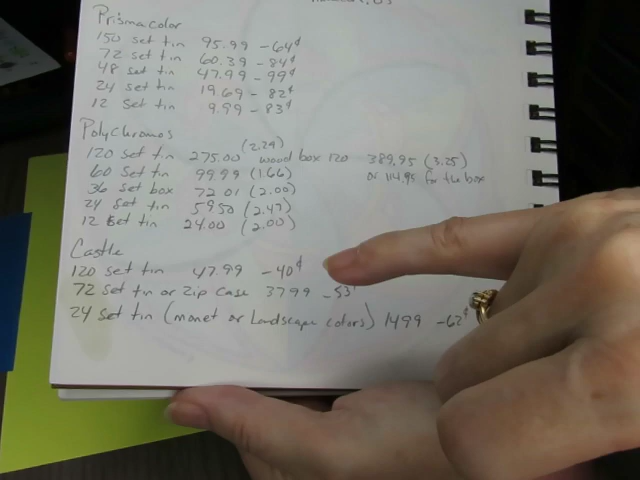 Prismacolor
150 set tin 95.99 - 64¢
72 set tin 60.39 - 84¢
48 set tin 47.99 - 99¢
24 set tin 19.69 - 82¢
12 set tin 9.99 - 83¢
Polychromos
120 set tin 275.00 (2.29) wood box 120 389.95 (3.25)
60 set tin 99.99 (1.66) or 114.95 for the box
36 set box 72.01 (2.00)
24 set tin 59.50 (2.47)
12 set tin 24.00 (2.00)
Castle
120 set tin 47.99 - 40¢
72 set tin or Zip Case 37.99 - 53¢
24 set tin (monet or Landscape colors) 14.99 - 62¢